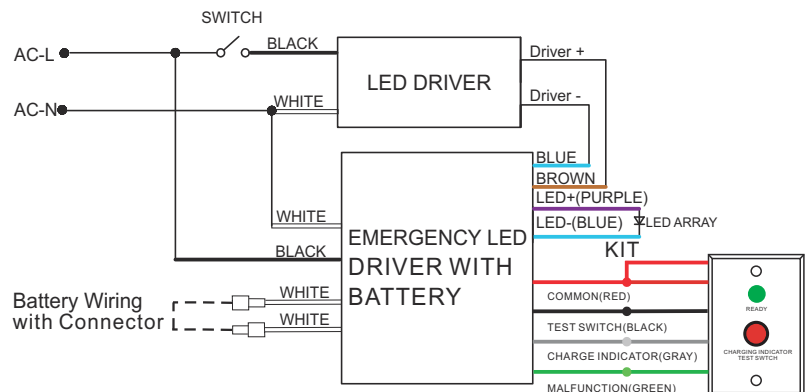 SWITCH
BLACK
AC-L
Driver +
LED DRIVER
Driver -
WHITE
AC-N
BLUE
BROWN
LED+(PURPLE)
WHITE
LED-(BLUE)
LED ARRAY
EMERGENCY LED
DRIVER WITH
BATTERY
KIT
BLACK
WHITE
COMMON(RED)
Battery Wiring
with Connector
WHITE
TEST SWITCH(BLACK)
CHARGE INDICATOR(GRAY)
MALFUNCTION(GREEN)
READY
CHARGING INDICATOR
TEST SWTCH